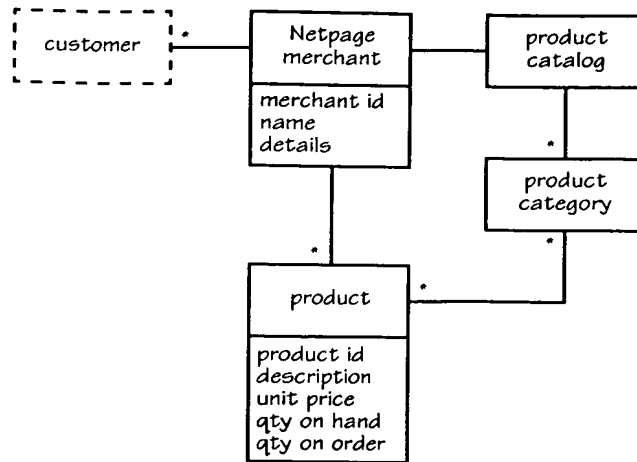 customer
*
Netpage
merchant
merchant id
name
details
product
catalog
*
product
category
*
*
*
product
product id
description
unit price
qty on hand
qty on order